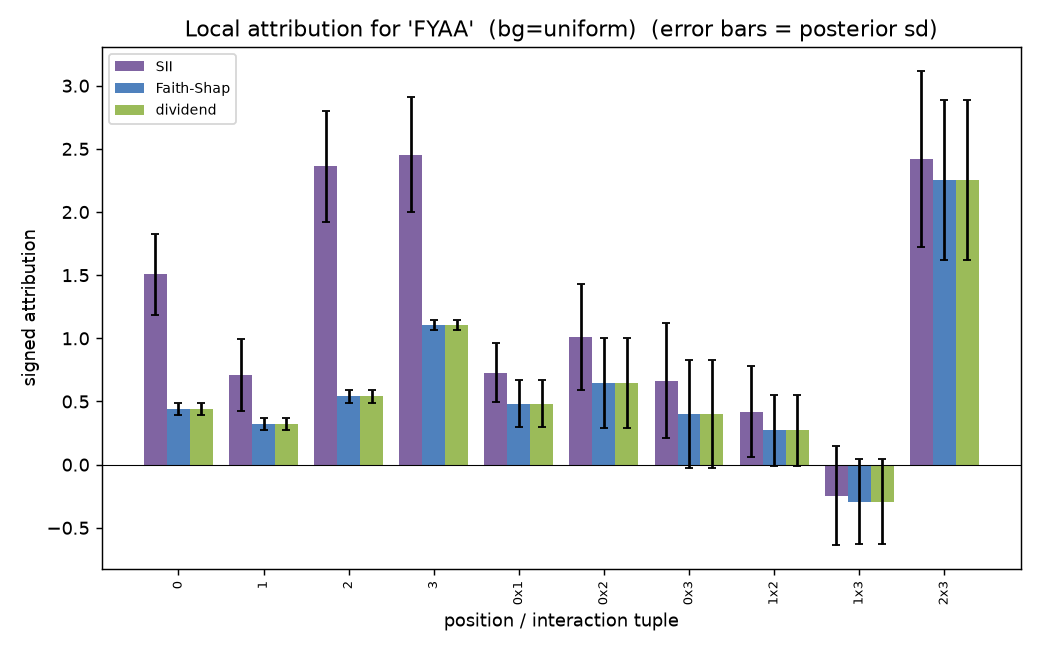 Local attribution for 'FYAA'  (bg=uniform)  (error bars = posterior sd)
SII
Faith-Shap
dividend
signed attribution
3.0
2.5
2.0
1.5
1.0
0.5
0.0
−0.5
0
1
2
3
0x1
0x2
0x3
1x2
1x3
2x3
position / interaction tuple